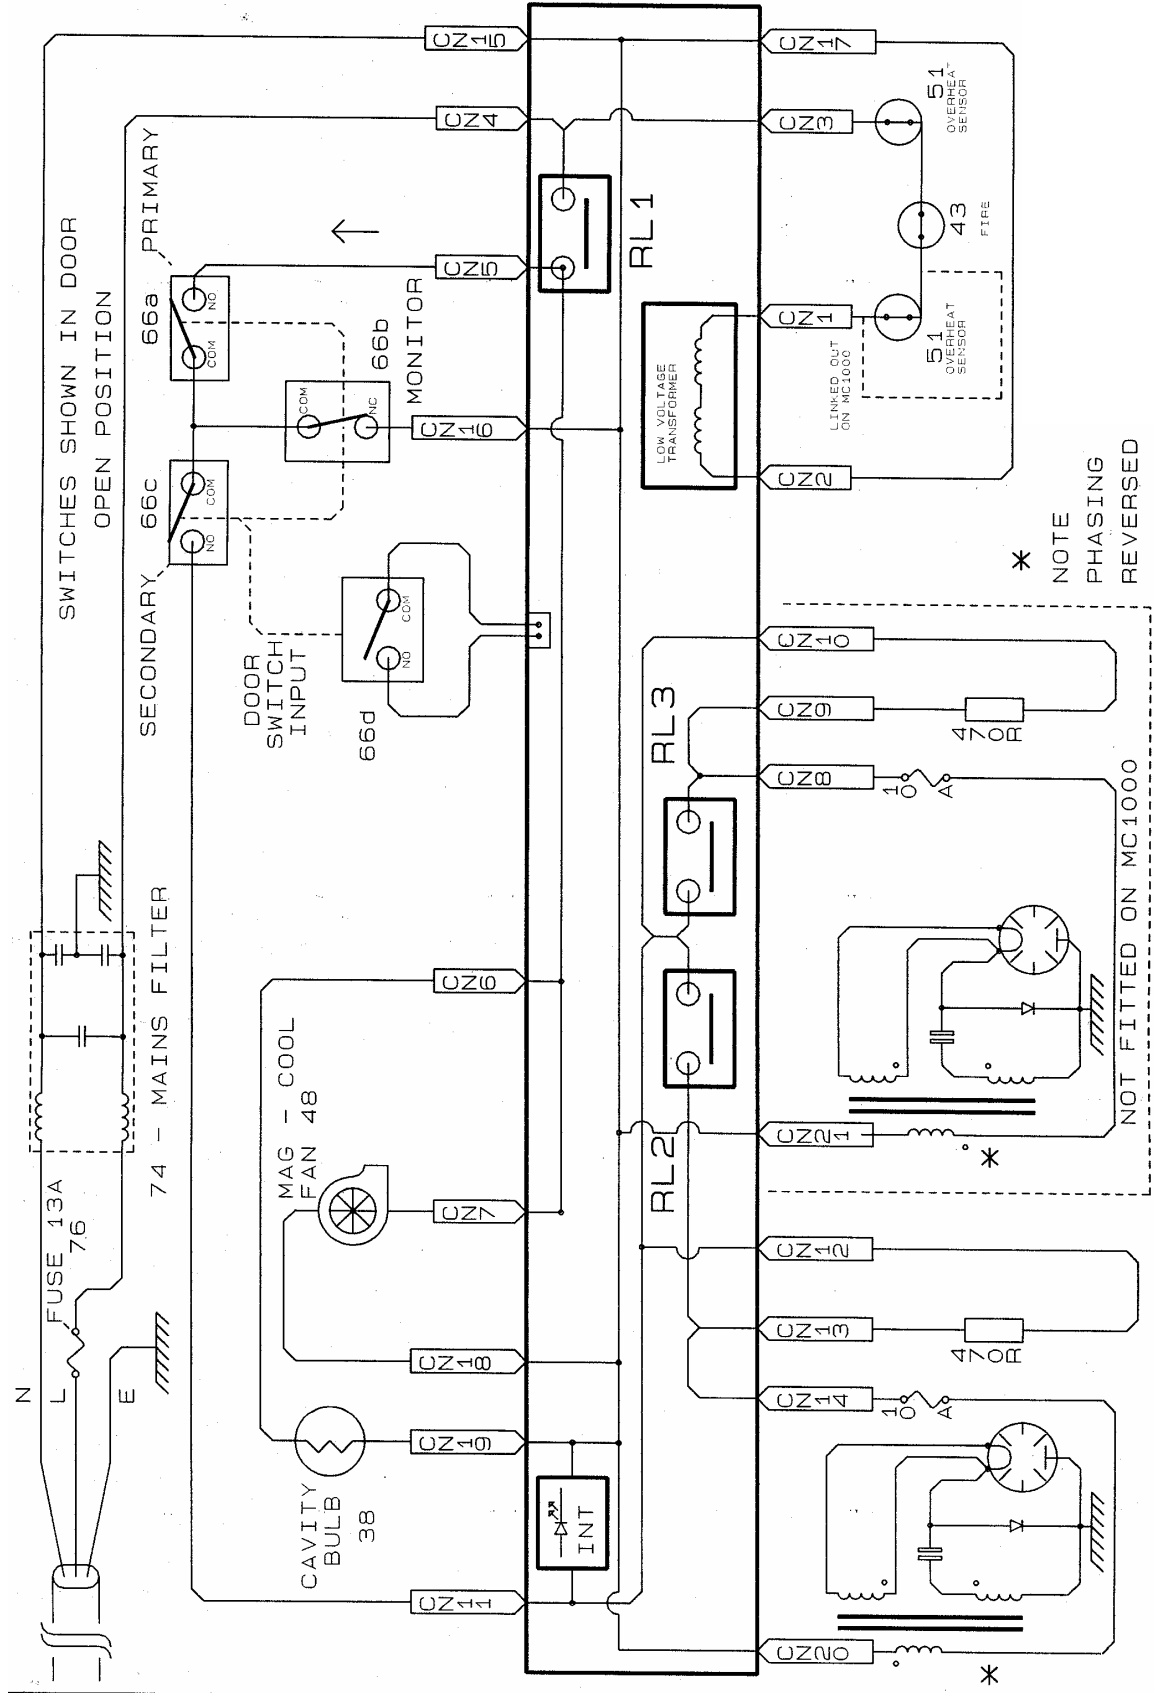 N
L
E
FUSE 13A
76
74 - MAINS FILTER
SWITCHES SHOWN IN DOOR
OPEN POSITION
PRIMARY
66a
NO
COM
SECONDARY
66c
COM
NO
66b
MONITOR
COM
NC
DOOR
SWITCH
INPUT
66d
COM
NO
MAG - COOL
FAN 48
CAVITY
BULB
38
CN15
CN4
CN5
CN16
CN6
CN7
CN18
CN19
CN11
INT
RL1
RL2
RL3
LOW VOLTAGE
TRANSFORMER
CN17
CN3
CN1
CN2
CN10
CN9
CN8
CN21
CN12
CN13
CN14
CN20
51
OVERHEAT
SENSOR
43
FIRE
51
OVERHEAT
SENSOR
LINKED OUT
ON MC1000
* NOTE
PHASING
REVERSED
470R
10A
*
NOT FITTED ON MC1000
470R
10A
*